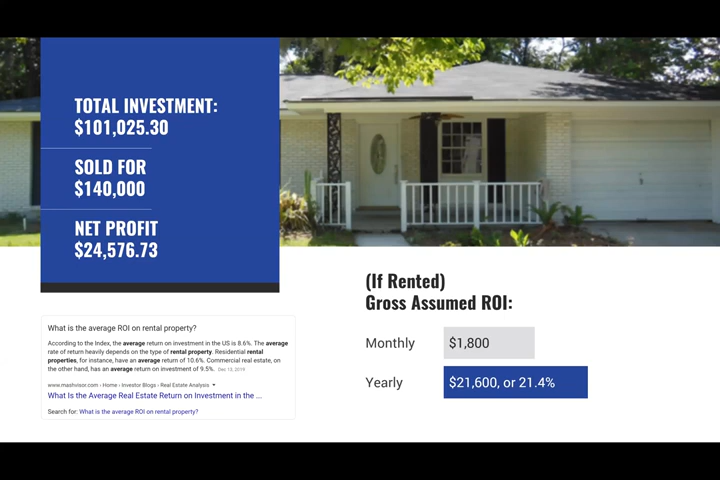 TOTAL INVESTMENT:
$101,025.30
SOLD FOR
$140,000
NET PROFIT
$24,576.73
(If Rented)
Gross Assumed ROI:
Monthly
$1,800
Yearly
$21,600, or 21.4%
What is the average ROI on rental property?
According to the Index, the average return on investment in the US is 8.6%. The average
rate of return heavily depends on the type of rental property. Residential rental
properties, for instance, have an average return of 10.6%. Commercial real estate, on
the other hand, has an average return on investment of 9.5%. Dec 13, 2019
www.mashvisor.com › Home › Investor Blogs › Real Estate Analysis
What Is the Average Real Estate Return on Investment in the ...
Search for: What is the average ROI on rental property?